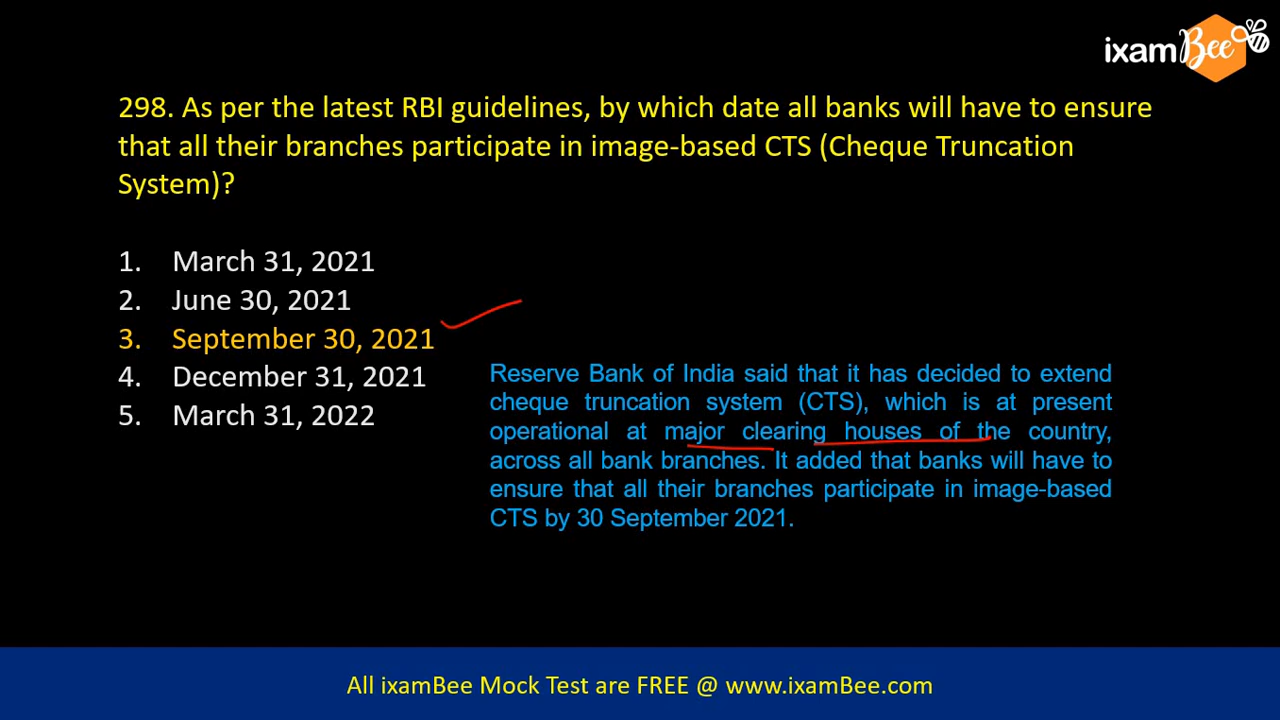 ixamBee
298. As per the latest RBI guidelines, by which date all banks will have to ensure
that all their branches participate in image-based CTS (Cheque Truncation
System)?
1. March 31, 2021
2. June 30, 2021
3. September 30, 2021
4. December 31, 2021
5. March 31, 2022
Reserve Bank of India said that it has decided to extend
cheque truncation system (CTS), which is at present
operational at major clearing houses of the country,
across all bank branches. It added that banks will have to
ensure that all their branches participate in image-based
CTS by 30 September 2021.
All ixamBee Mock Test are FREE @ www.ixamBee.com